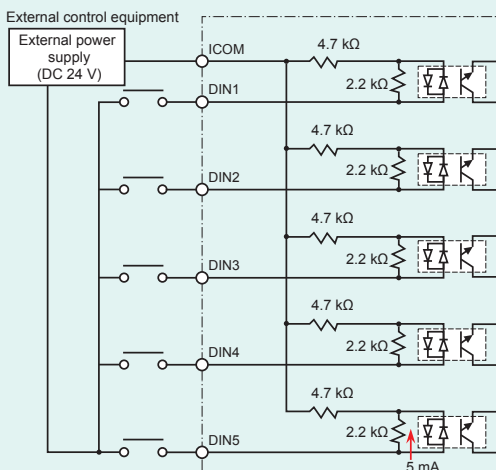 External control equipment
External power
supply
(DC 24 V)
ICOM
4.7 kΩ
2.2 kΩ
DIN1
4.7 kΩ
2.2 kΩ
DIN2
4.7 kΩ
2.2 kΩ
DIN3
4.7 kΩ
2.2 kΩ
DIN4
4.7 kΩ
2.2 kΩ
DIN5
5 mA